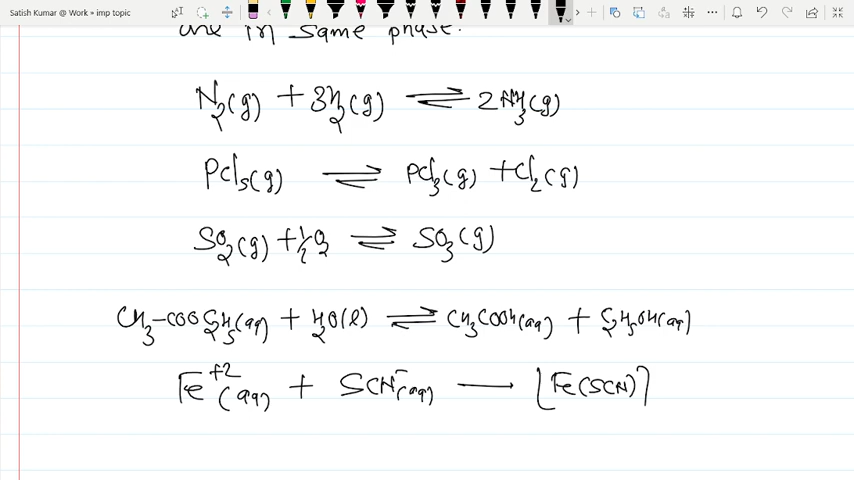 Satish Kumar @ Work » imp topic
are in same phase.
N₂(g) + 3H₂(g) ⇌ 2NH₃(g)
PCl₅(g) ⇌ PCl₃(g) + Cl₂(g)
SO₂(g) + 1/2 O₂ ⇌ SO₃(g)
CH₃-COOC₂H₅(aq) + H₂O(l) ⇌ CH₃COOH(aq) + C₂H₅OH(aq)
Fe⁺²(aq) + SCN⁻(aq) → [Fe(SCN)]